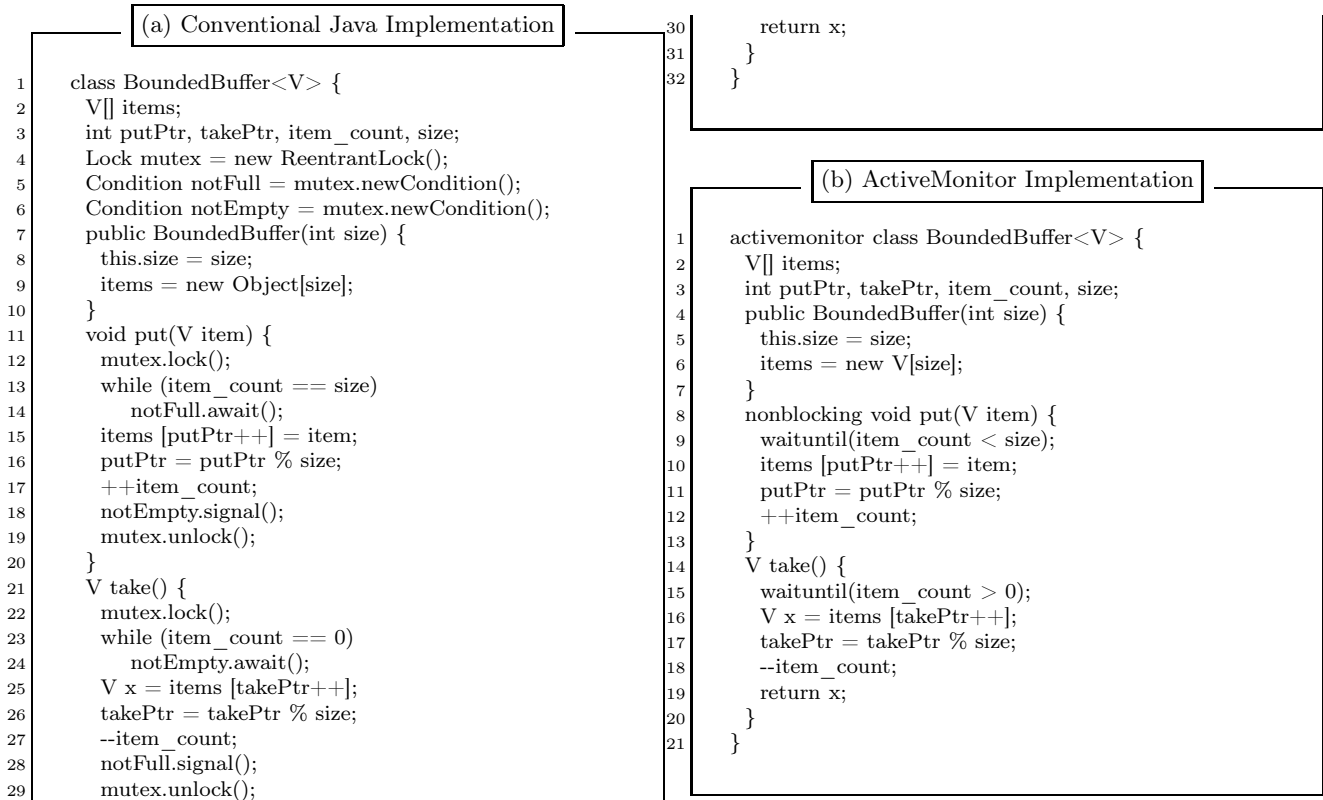 (a) Conventional Java Implementation
1 class BoundedBuffer<V> {
2 V[] items;
3 int putPtr, takePtr, item_count, size;
4 Lock mutex = new ReentrantLock();
5 Condition notFull = mutex.newCondition();
6 Condition notEmpty = mutex.newCondition();
7 public BoundedBuffer(int size) {
8 this.size = size;
9 items = new Object[size];
10 }
11 void put(V item) {
12 mutex.lock();
13 while (item_count == size)
14 notFull.await();
15 items [putPtr++] = item;
16 putPtr = putPtr % size;
17 ++item_count;
18 notEmpty.signal();
19 mutex.unlock();
20 }
21 V take() {
22 mutex.lock();
23 while (item_count == 0)
24 notEmpty.await();
25 V x = items [takePtr++];
26 takePtr = takePtr % size;
27 --item_count;
28 notFull.signal();
29 mutex.unlock();
30 return x;
31 }
32 }
(b) ActiveMonitor Implementation
1 activemonitor class BoundedBuffer<V> {
2 V[] items;
3 int putPtr, takePtr, item_count, size;
4 public BoundedBuffer(int size) {
5 this.size = size;
6 items = new V[size];
7 }
8 nonblocking void put(V item) {
9 waituntil(item_count < size);
10 items [putPtr++] = item;
11 putPtr = putPtr % size;
12 ++item_count;
13 }
14 V take() {
15 waituntil(item_count > 0);
16 V x = items [takePtr++];
17 takePtr = takePtr % size;
18 --item_count;
19 return x;
20 }
21 }